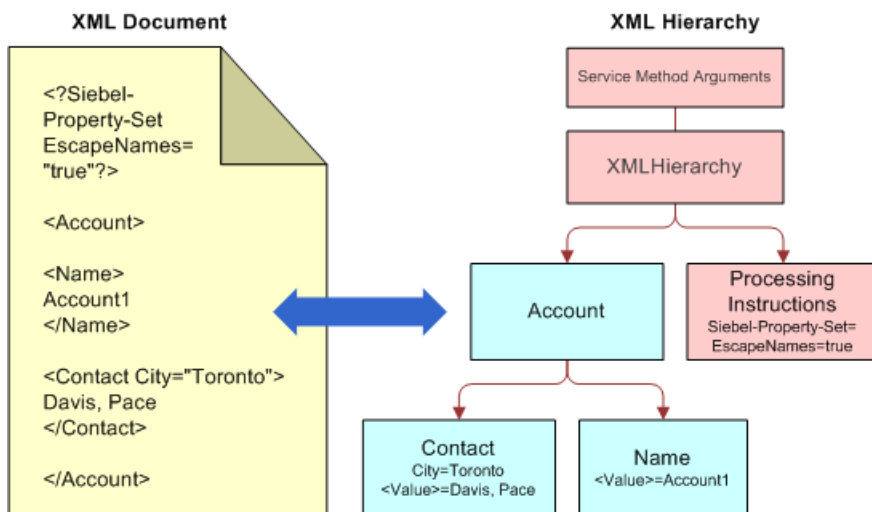 XML Document
<?Siebel-
Property-Set
EscapeNames=
"true"?>
<Account>
<Name>
Account1
</Name>
<Contact City="Toronto">
Davis, Pace
</Contact>
</Account>
XML Hierarchy
Service Method Arguments
XMLHierarchy
Account
Processing
Instructions
Siebel-Property-Set=
EscapeNames=true
Contact
City=Toronto
<Value>=Davis, Pace
Name
<Value>=Account1